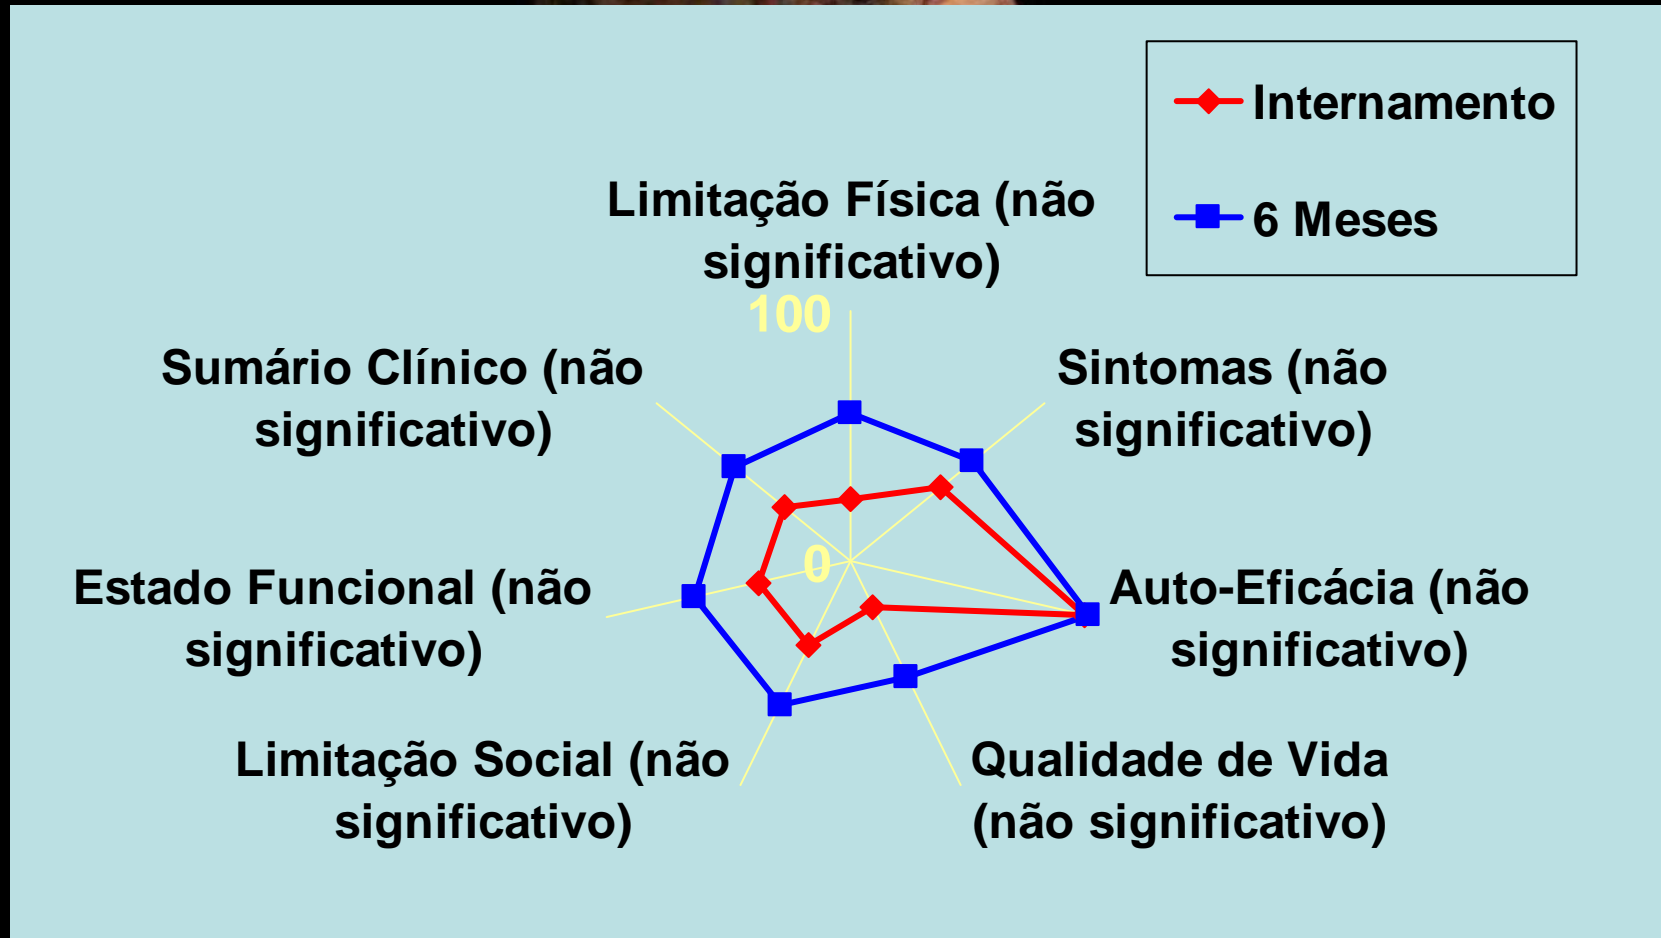 Internamento
6 Meses
Limitação Física (não
significativo)
100
Sumário Clínico (não
significativo)
Sintomas (não
significativo)
0
Estado Funcional (não
significativo)
Auto-Eficácia (não
significativo)
Limitação Social (não
significativo)
Qualidade de Vida
(não significativo)